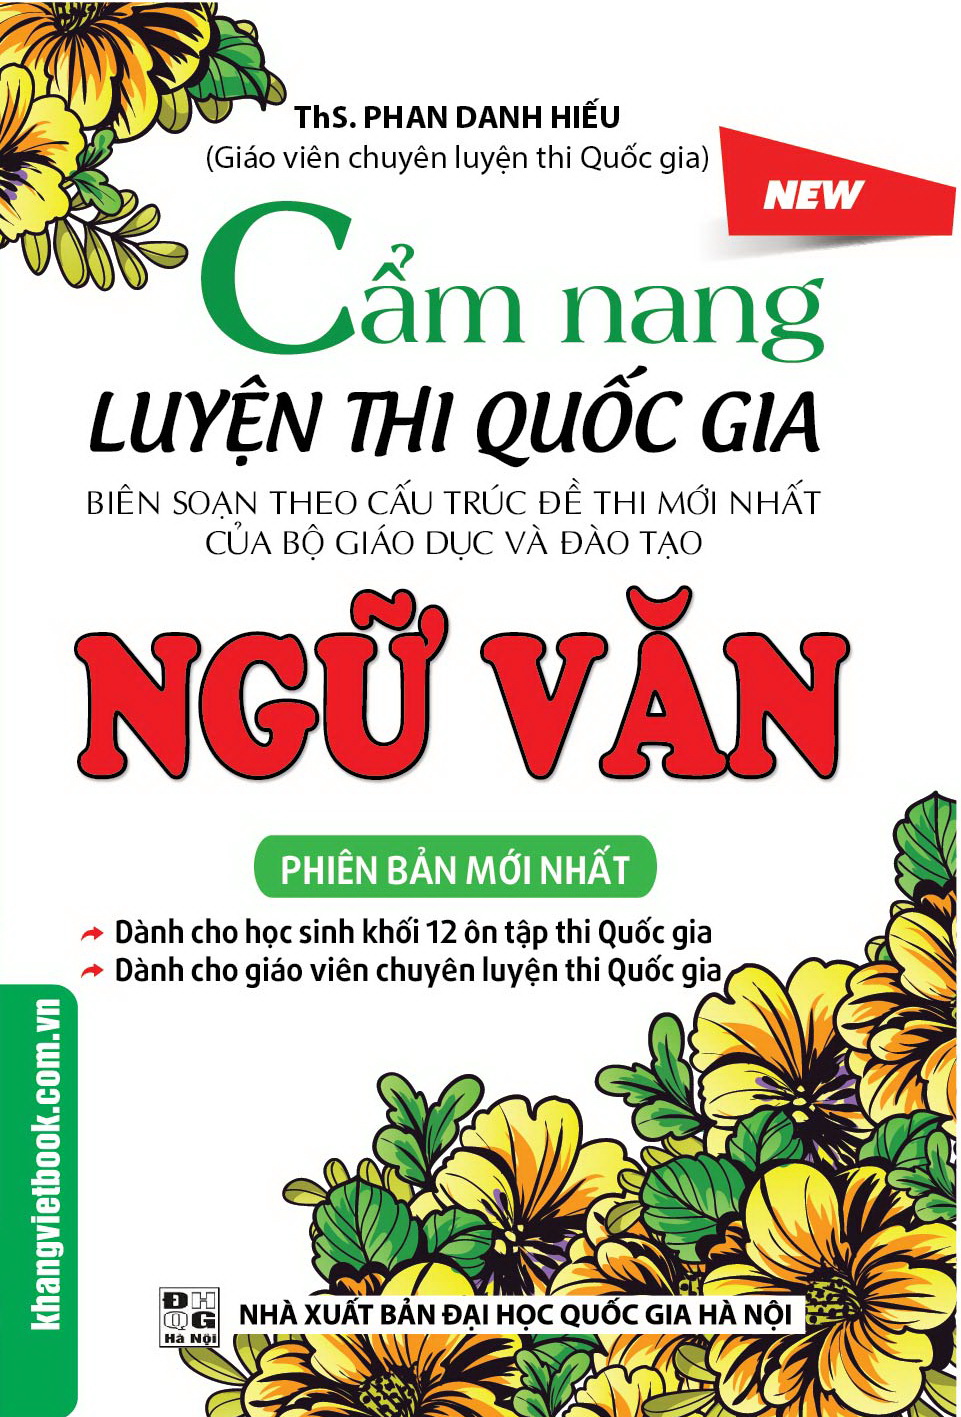 ThS. PHAN DANH HIẾU
(Giáo viên chuyên luyện thi Quốc gia)
NEW
Cẩm nang
LUYỆN THI QUỐC GIA
BIÊN SOẠN THEO CẤU TRÚC ĐỀ THI MỚI NHẤT
CỦA BỘ GIÁO DỤC VÀ ĐÀO TẠO
NGỮ VĂN
PHIÊN BẢN MỚI NHẤT
Dành cho học sinh khối 12 ôn tập thi Quốc gia
Dành cho giáo viên chuyên luyện thi Quốc gia
khangvietbook.com.vn
ĐH
QG
Hà Nội
NHÀ XUẤT BẢN ĐẠI HỌC QUỐC GIA HÀ NỘI